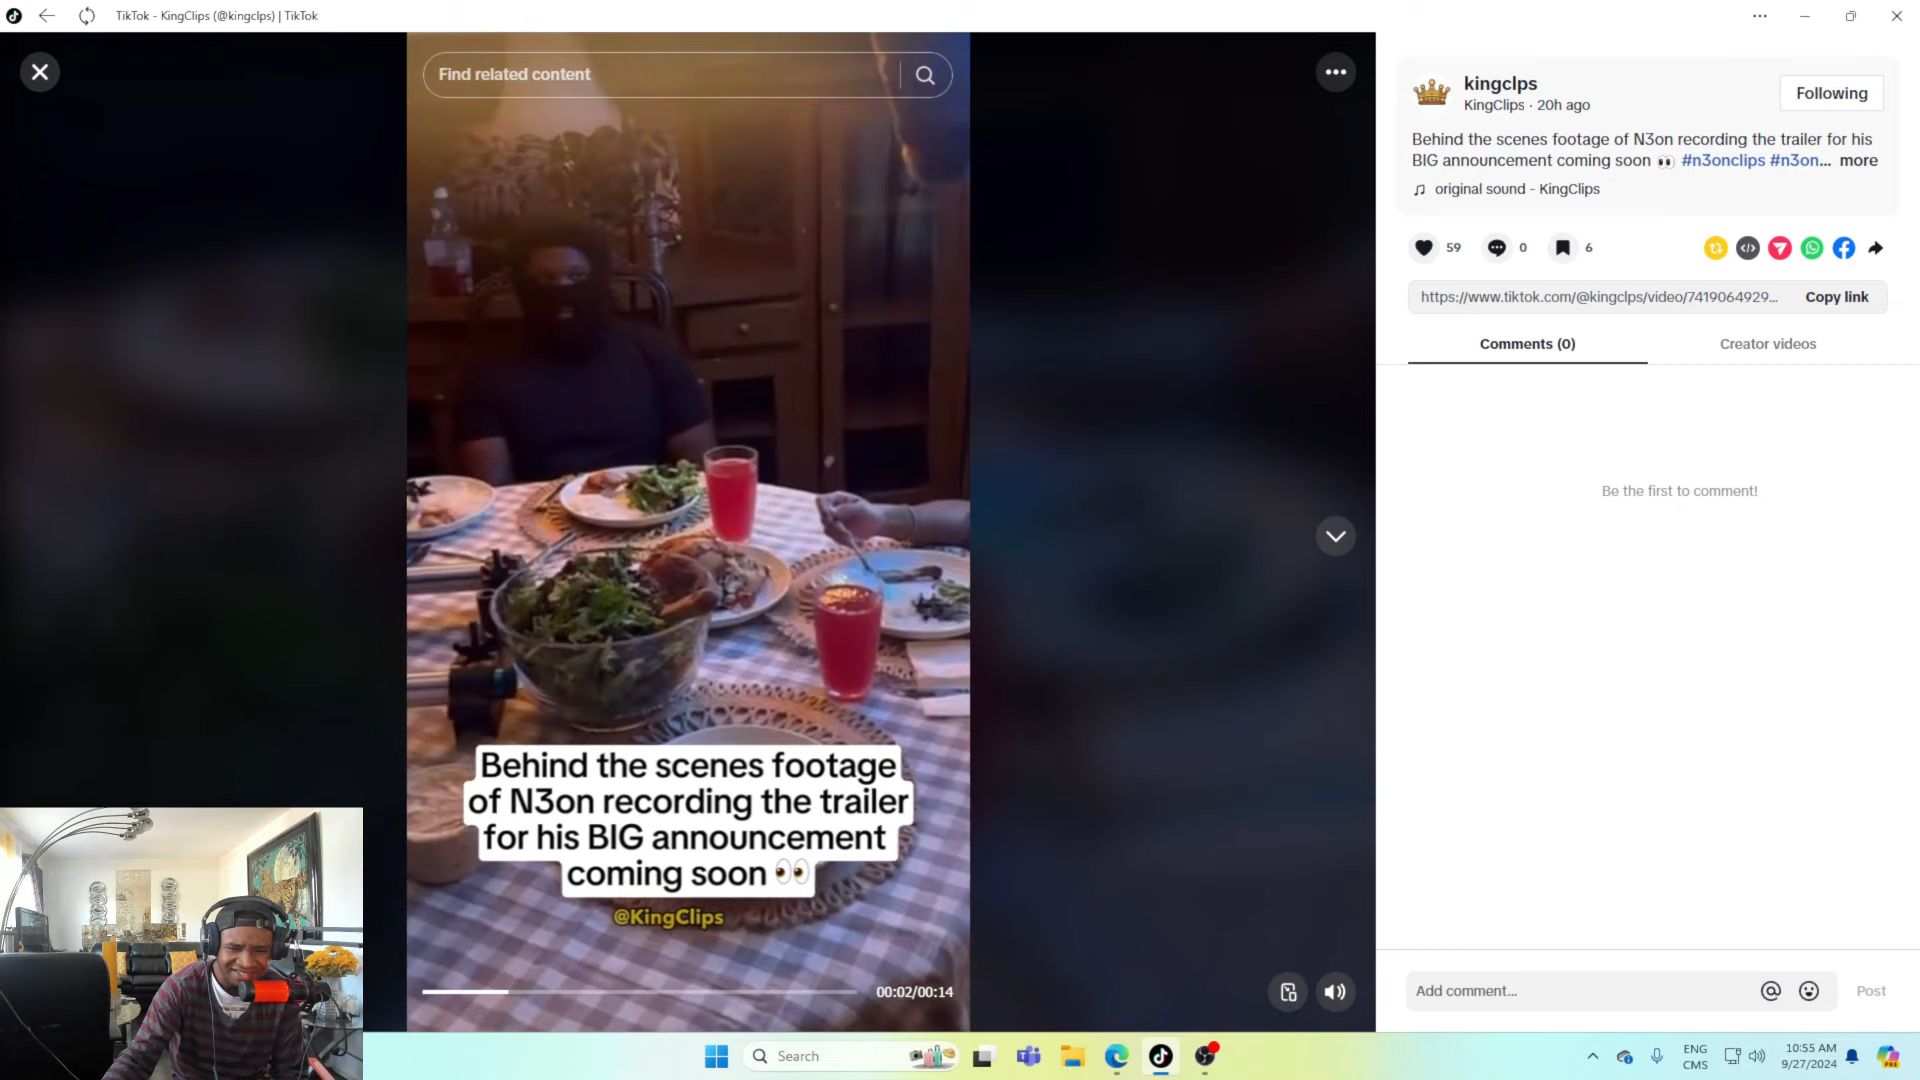 TikTok - KingClips (@kingclps) | TikTok
Find related content
Behind the scenes footage
of N3on recording the trailer
for his BIG announcement
coming soon 👀
@KingClips
00:02/00:14
kingclps
KingClips · 20h ago
Following
Behind the scenes footage of N3on recording the trailer for his
BIG announcement coming soon 👀 #n3onclips #n3on... more
original sound - KingClips
59
0
6
https://www.tiktok.com/@kingclps/video/7419064929...
Copy link
Comments (0)
Creator videos
Be the first to comment!
Add comment...
Post
Search
ENG
CMS
10:55 AM
9/27/2024
PRE